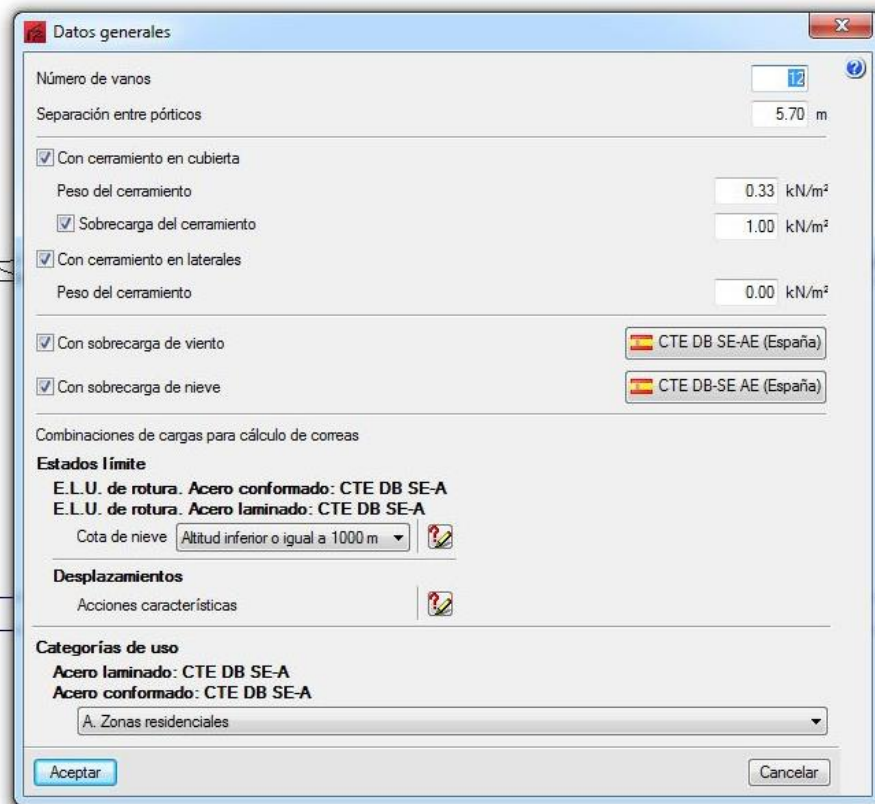 Datos generales
Número de vanos 12
Separación entre pórticos 5.70 m
Con cerramiento en cubierta
Peso del cerramiento 0.33 kN/m²
Sobrecarga del cerramiento 1.00 kN/m²
Con cerramiento en laterales
Peso del cerramiento 0.00 kN/m²
Con sobrecarga de viento CTE DB SE-AE (España)
Con sobrecarga de nieve CTE DB-SE AE (España)
Combinaciones de cargas para cálculo de correas
Estados límite
E.L.U. de rotura. Acero conformado: CTE DB SE-A
E.L.U. de rotura. Acero laminado: CTE DB SE-A
Cota de nieve Altitud inferior o igual a 1000 m
Desplazamientos
Acciones características
Categorías de uso
Acero laminado: CTE DB SE-A
Acero conformado: CTE DB SE-A
A. Zonas residenciales
Aceptar Cancelar